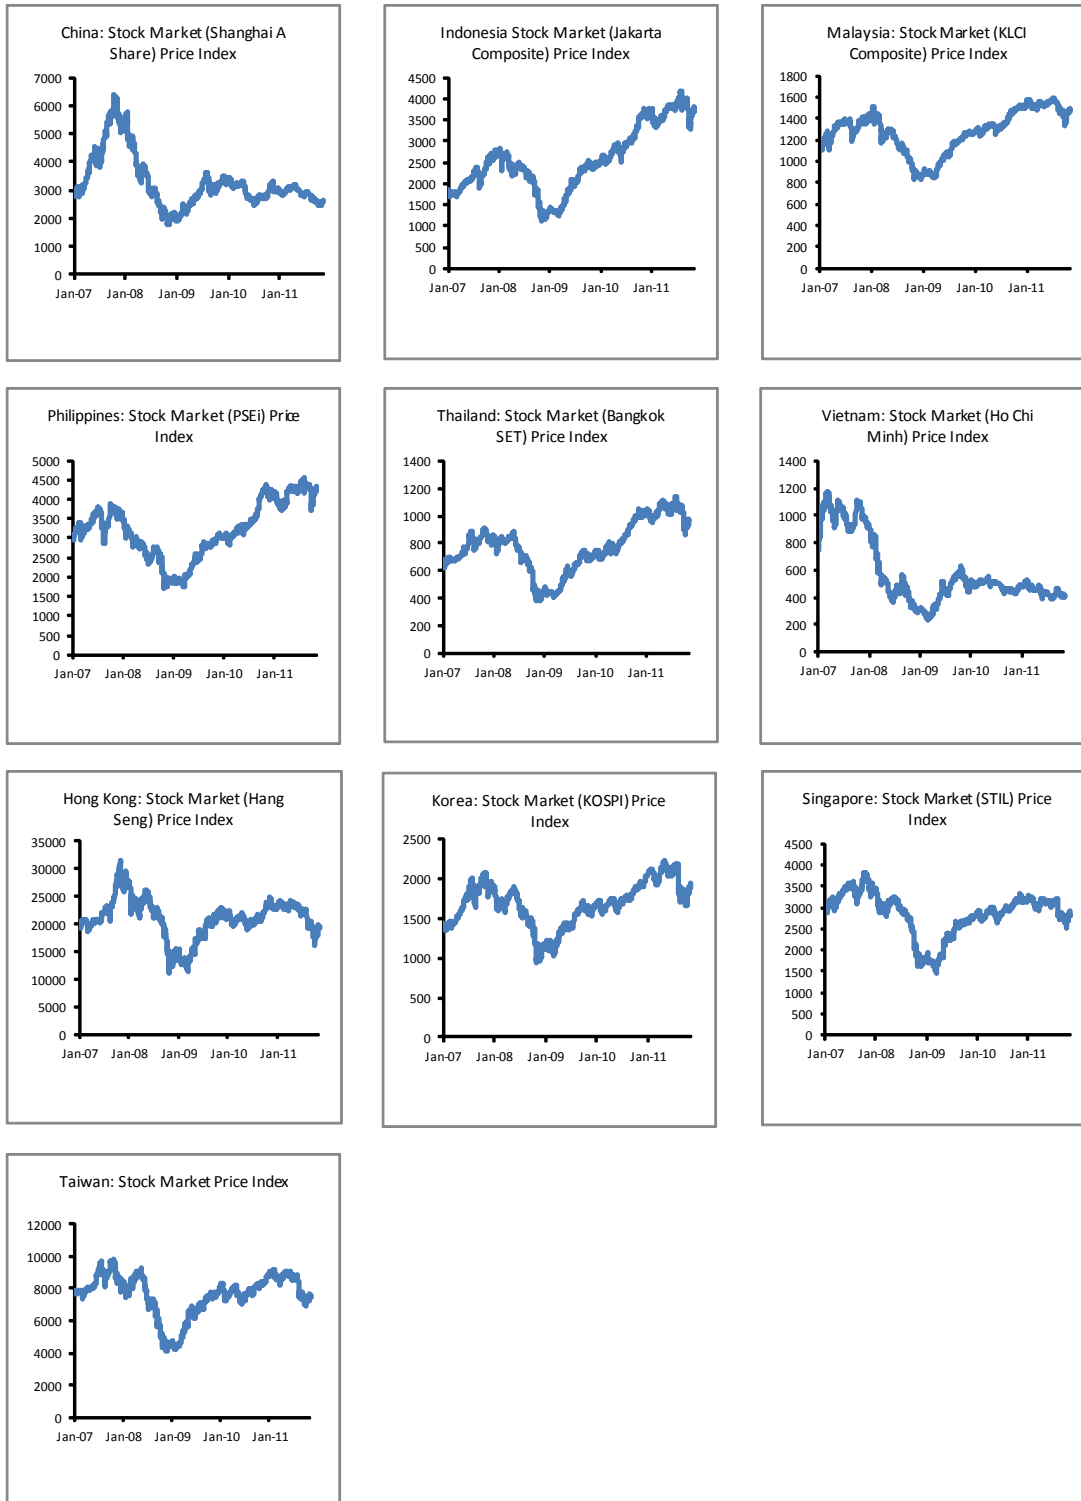 China: Stock Market (Shanghai A
Share) Price Index
7000
6000
5000
4000
3000
2000
1000
0
Jan-07 Jan-08 Jan-09 Jan-10 Jan-11
Indonesia Stock Market (Jakarta
Composite) Price Index
4500
4000
3500
3000
2500
2000
1500
1000
500
0
Jan-07 Jan-08 Jan-09 Jan-10 Jan-11
Malaysia: Stock Market (KLCI
Composite) Price Index
1800
1600
1400
1200
1000
800
600
400
200
0
Jan-07 Jan-08 Jan-09 Jan-10 Jan-11
Philippines: Stock Market (PSEi) Price
Index
5000
4500
4000
3500
3000
2500
2000
1500
1000
500
0
Jan-07 Jan-08 Jan-09 Jan-10 Jan-11
Thailand: Stock Market (Bangkok
SET) Price Index
1400
1200
1000
800
600
400
200
0
Jan-07 Jan-08 Jan-09 Jan-10 Jan-11
Vietnam: Stock Market (Ho Chi
Minh) Price Index
1400
1200
1000
800
600
400
200
0
Jan-07 Jan-08 Jan-09 Jan-10 Jan-11
Hong Kong: Stock Market (Hang
Seng) Price Index
35000
30000
25000
20000
15000
10000
5000
0
Jan-07 Jan-08 Jan-09 Jan-10 Jan-11
Korea: Stock Market (KOSPI) Price
Index
2500
2000
1500
1000
500
0
Jan-07 Jan-08 Jan-09 Jan-10 Jan-11
Singapore: Stock Market (STIL) Price
Index
4500
4000
3500
3000
2500
2000
1500
1000
500
0
Jan-07 Jan-08 Jan-09 Jan-10 Jan-11
Taiwan: Stock Market Price Index
12000
10000
8000
6000
4000
2000
0
Jan-07 Jan-08 Jan-09 Jan-10 Jan-11